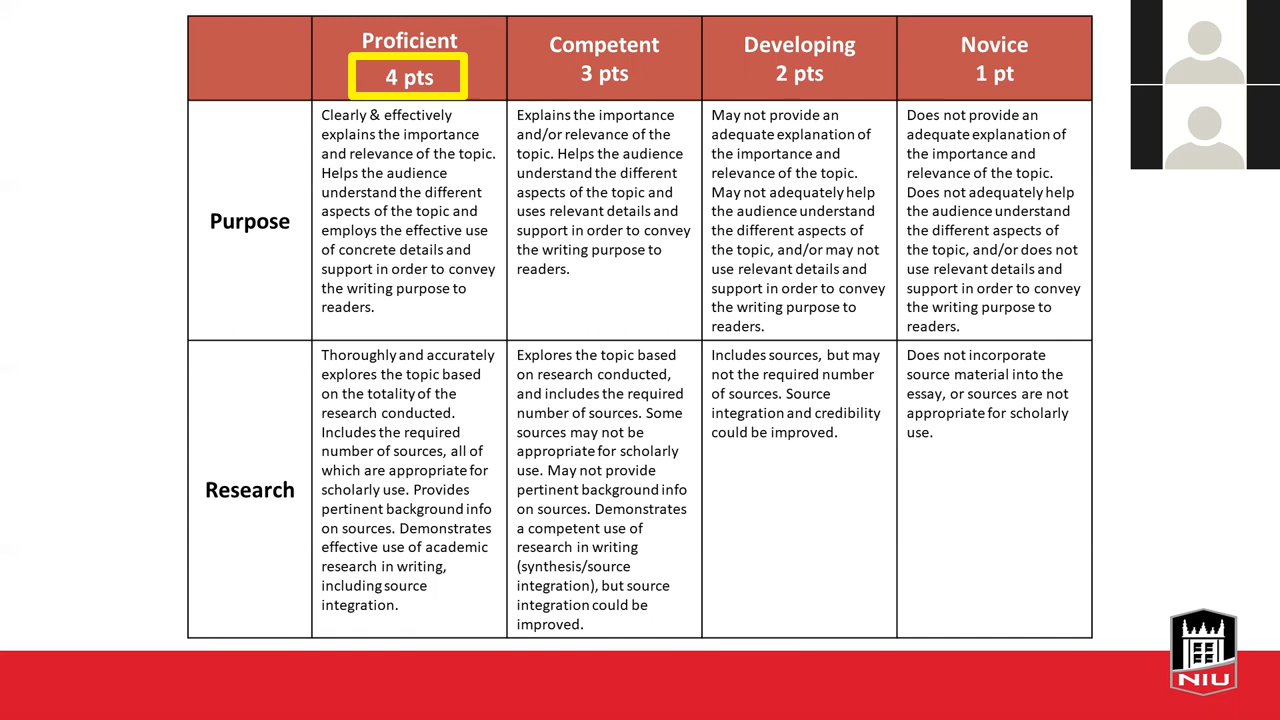 Proficient
4 pts
Competent
3 pts
Developing
2 pts
Novice
1 pt
Purpose
Clearly & effectively
explains the importance
and relevance of the topic.
Helps the audience
understand the different
aspects of the topic and
employs the effective use
of concrete details and
support in order to convey
the writing purpose to
readers.
Explains the importance
and/or relevance of the
topic. Helps the audience
understand the different
aspects of the topic and
uses relevant details and
support in order to convey
the writing purpose to
readers.
May not provide an
adequate explanation of
the importance and
relevance of the topic.
May not adequately help
the audience understand
the different aspects of
the topic, and/or may not
use relevant details and
support in order to convey
the writing purpose to
readers.
Does not provide an
adequate explanation of
the importance and
relevance of the topic.
Does not adequately help
the audience understand
the different aspects of
the topic, and/or does not
use relevant details and
support in order to convey
the writing purpose to
readers.
Research
Thoroughly and accurately
explores the topic based
on the totality of the
research conducted.
Includes the required
number of sources, all of
which are appropriate for
scholarly use. Provides
pertinent background info
on sources. Demonstrates
effective use of academic
research in writing,
including source
integration.
Explores the topic based
on research conducted,
and includes the required
number of sources. Some
sources may not be
appropriate for scholarly
use. May not provide
pertinent background info
on sources. Demonstrates
a competent use of
research in writing
(synthesis/source
integration), but source
integration could be
improved.
Includes sources, but may
not the required number
of sources. Source
integration and credibility
could be improved.
Does not incorporate
source material into the
essay, or sources are not
appropriate for scholarly
use.
NIU